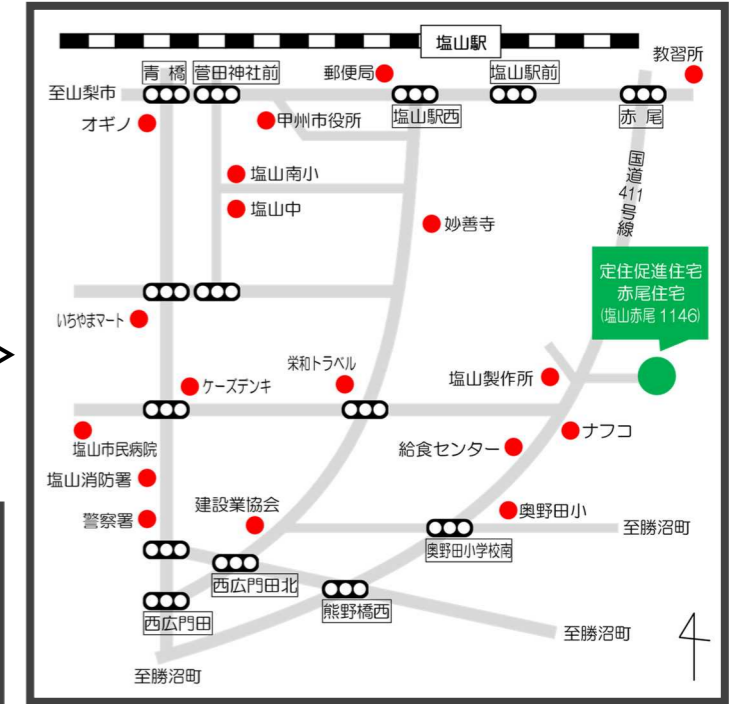 塩山駅
教習所
青 橋
菅田神社前
郵便局
塩山駅前
至山梨市
オギノ
甲州市役所
塩山駅西
赤 尾
国道411号線
塩山南小
塩山中
妙善寺
定住促進住宅
赤尾住宅
(塩山赤尾1146)
いちやまマート
栄和トラベル
ケーズデンキ
塩山製作所
塩山市民病院
給食センター
ナフコ
塩山消防署
建設業協会
奥野田小
警察署
至勝沼町
奥野田小学校南
西広門田北
西広門田
熊野橋西
至勝沼町
至勝沼町